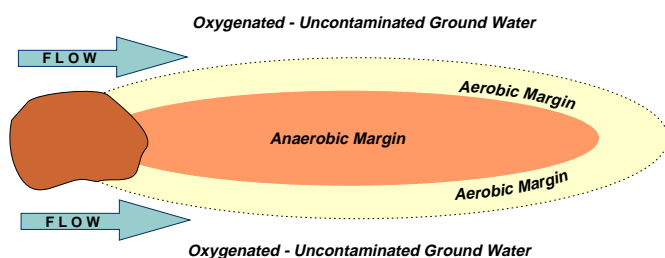 Oxygenated - Uncontaminated Ground Water
FLOW
Aerobic Margin
Anaerobic Margin
Aerobic Margin
FLOW
Oxygenated - Uncontaminated Ground Water